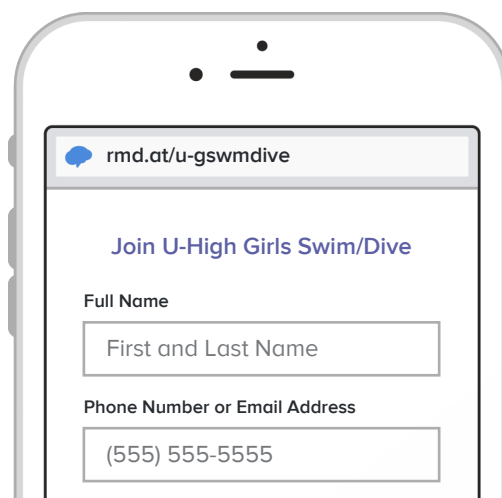 rmd.at/u-gswmdive
Join U-High Girls Swim/Dive
Full Name
First and Last Name
Phone Number or Email Address
(555) 555-5555